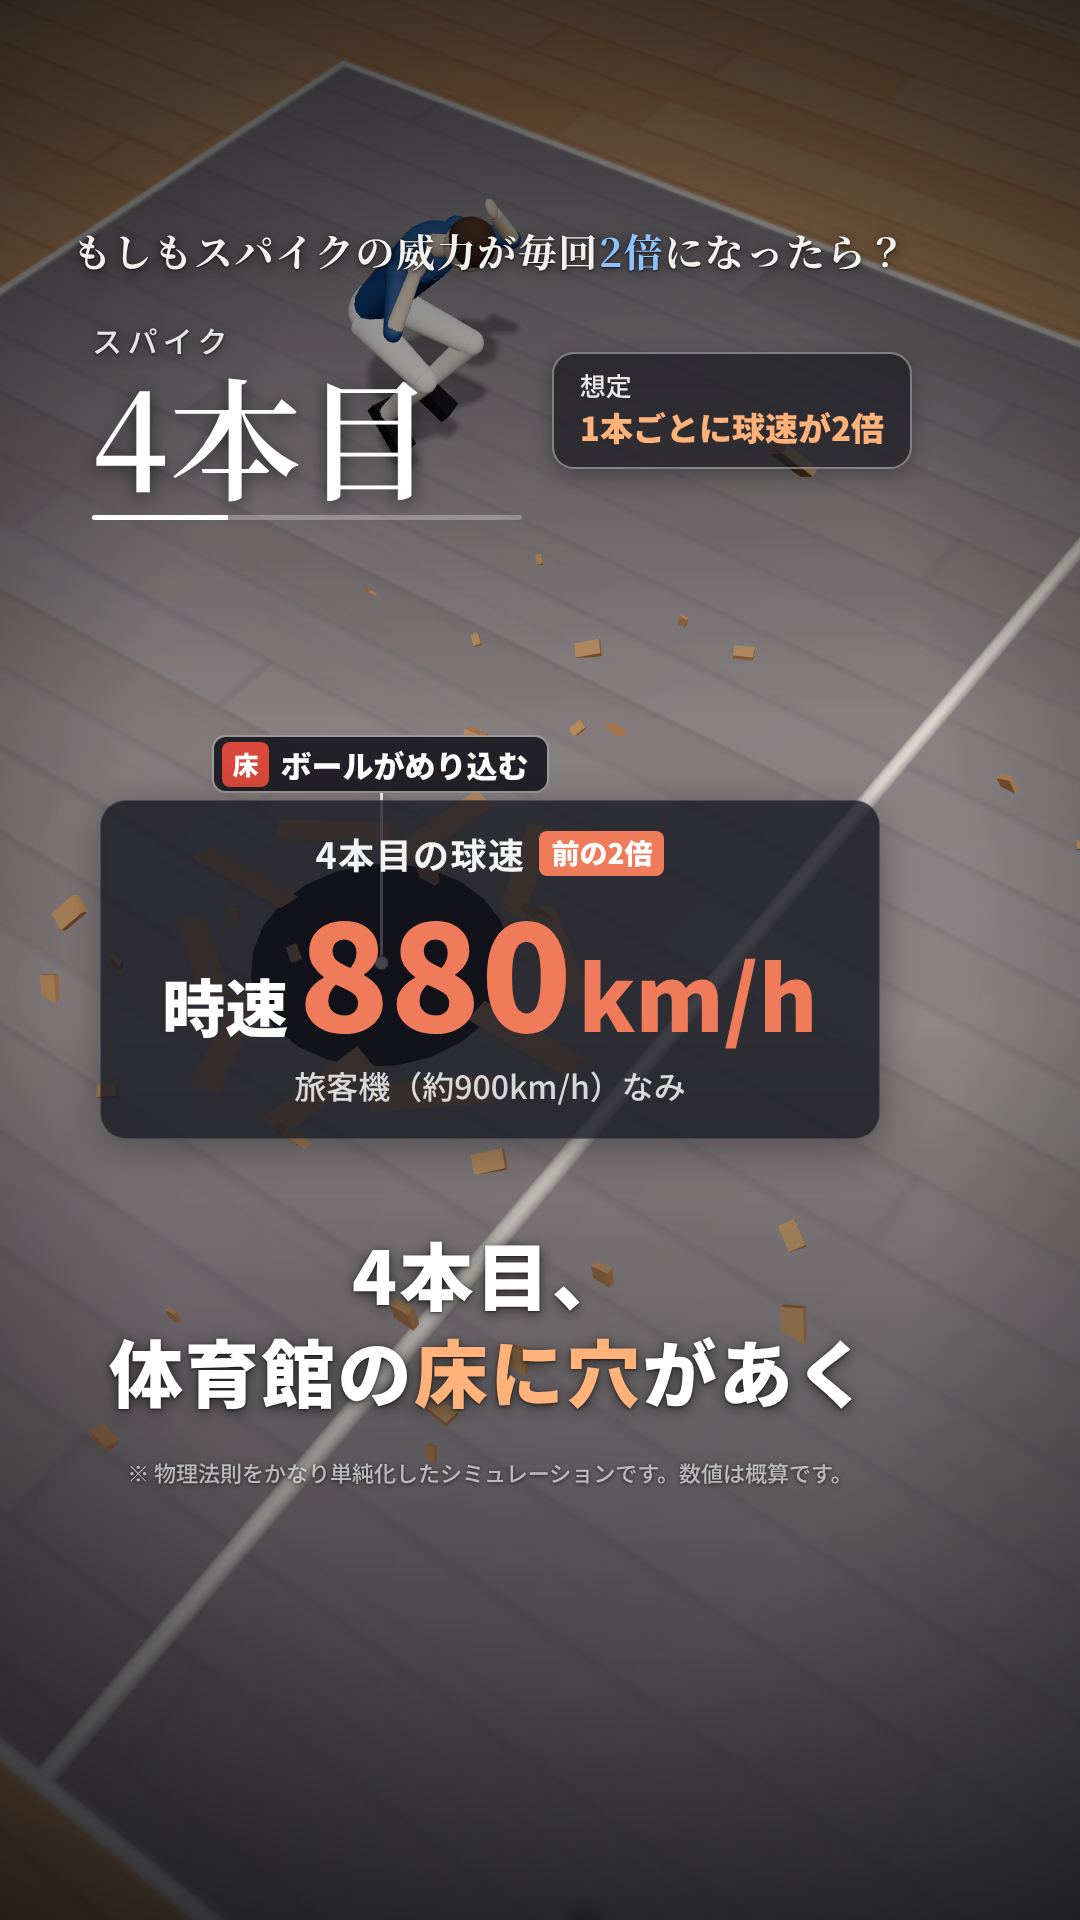 もしもスパイクの威力が毎回2倍になったら？
スパイク
4本目
想定
1本ごとに球速が2倍
床 ボールがめり込む
4本目の球速 前の2倍
時速880km/h
旅客機（約900km/h）なみ
4本目、
体育館の床に穴があく
※ 物理法則をかなり単純化したシミュレーションです。数値は概算です。